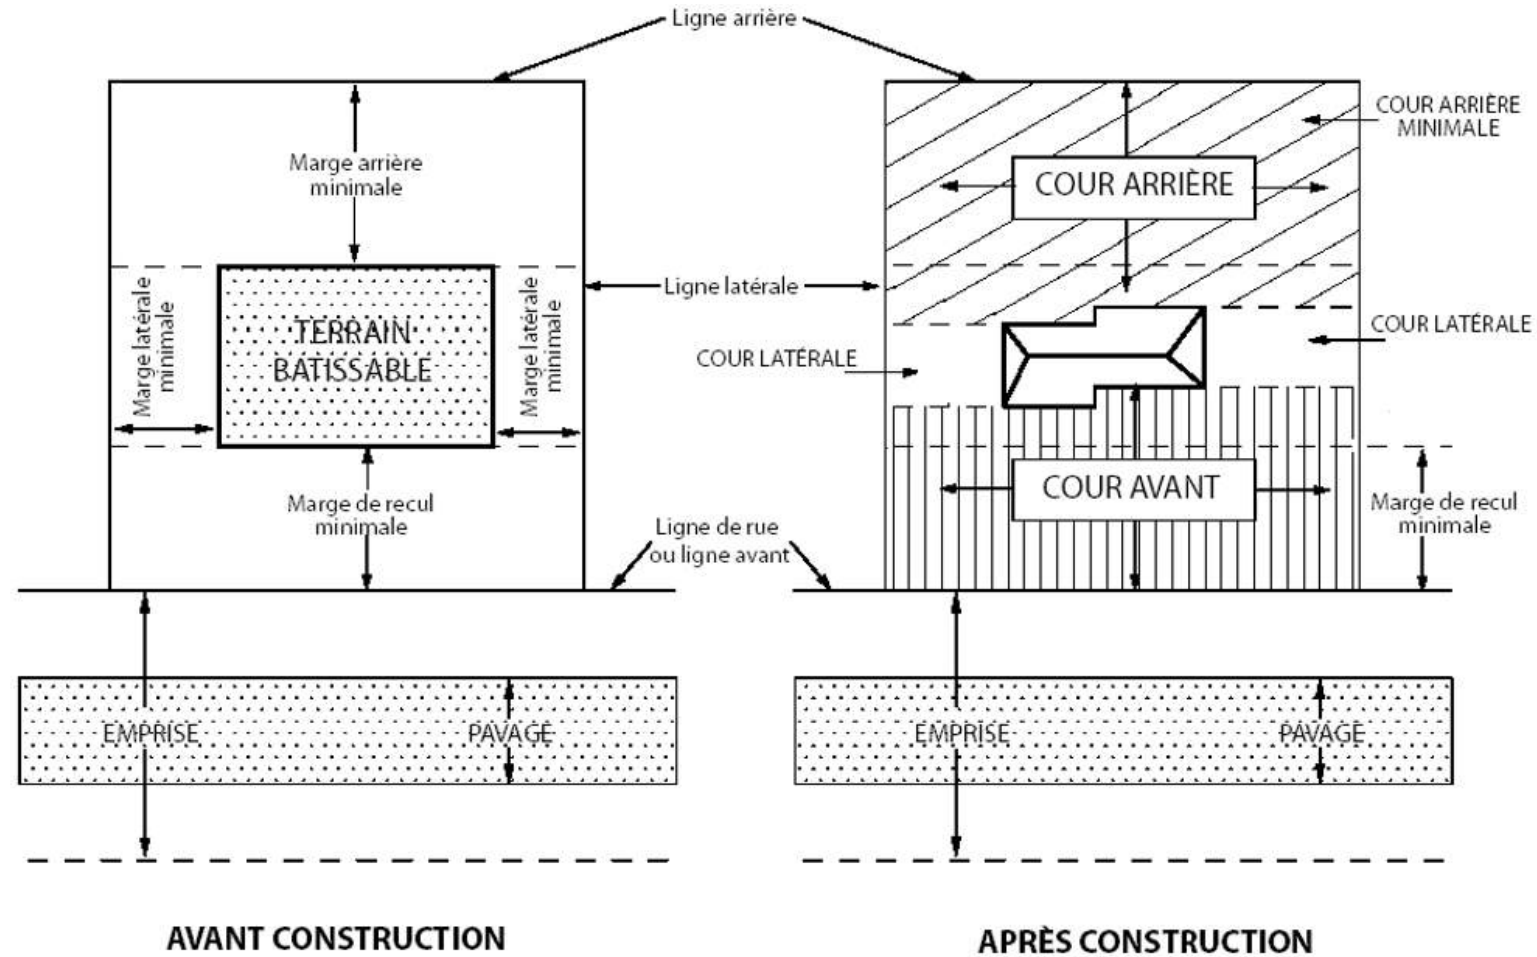 Ligne arrière
Marge arrière
minimale
Marge latérale
minimale
TERRAIN
BATISSABLE
Marge latérale
minimale
Marge de recul
minimale
Ligne latérale
Ligne de rue
ou ligne avant
EMPRISE
PAVAGE
AVANT CONSTRUCTION
COUR ARRIÈRE
MINIMALE
COUR ARRIÈRE
COUR LATÉRALE
COUR LATÉRALE
COUR AVANT
Marge de recul
minimale
EMPRISE
PAVAGE
APRÈS CONSTRUCTION